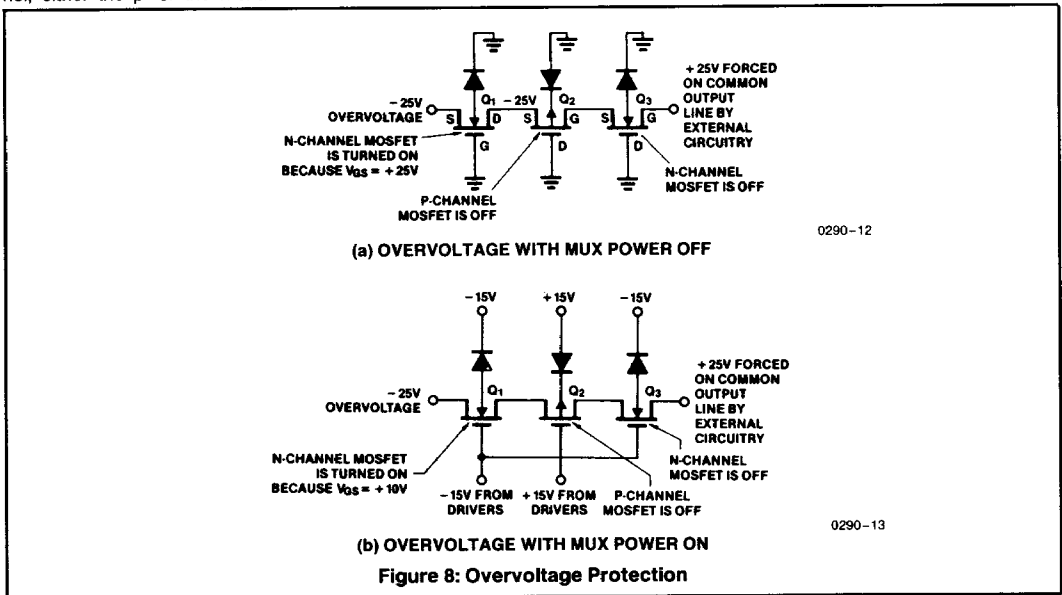 +25V FORCED
ON COMMON
OUTPUT
LINE BY
EXTERNAL
CIRCUITRY
-25V
OVERVOLTAGE
Q1
-25V
Q2
Q3
S
D
S
G
S
G
G
D
D
N-CHANNEL MOSFET
IS TURNED ON
BECAUSE VGS = +25V
P-CHANNEL
MOSFET IS OFF
N-CHANNEL
MOSFET IS OFF
0290-12
(a) OVERVOLTAGE WITH MUX POWER OFF
-15V
+15V
-15V
+25V FORCED
ON COMMON
OUTPUT
LINE BY
EXTERNAL
CIRCUITRY
-25V
OVERVOLTAGE
Q1
Q2
Q3
N-CHANNEL MOSFET
IS TURNED ON
BECAUSE VGS = +10V
-15V FROM
DRIVERS
+15V FROM
DRIVERS
P-CHANNEL
MOSFET IS OFF
N-CHANNEL
MOSFET IS OFF
0290-13
(b) OVERVOLTAGE WITH MUX POWER ON
Figure 8: Overvoltage Protection